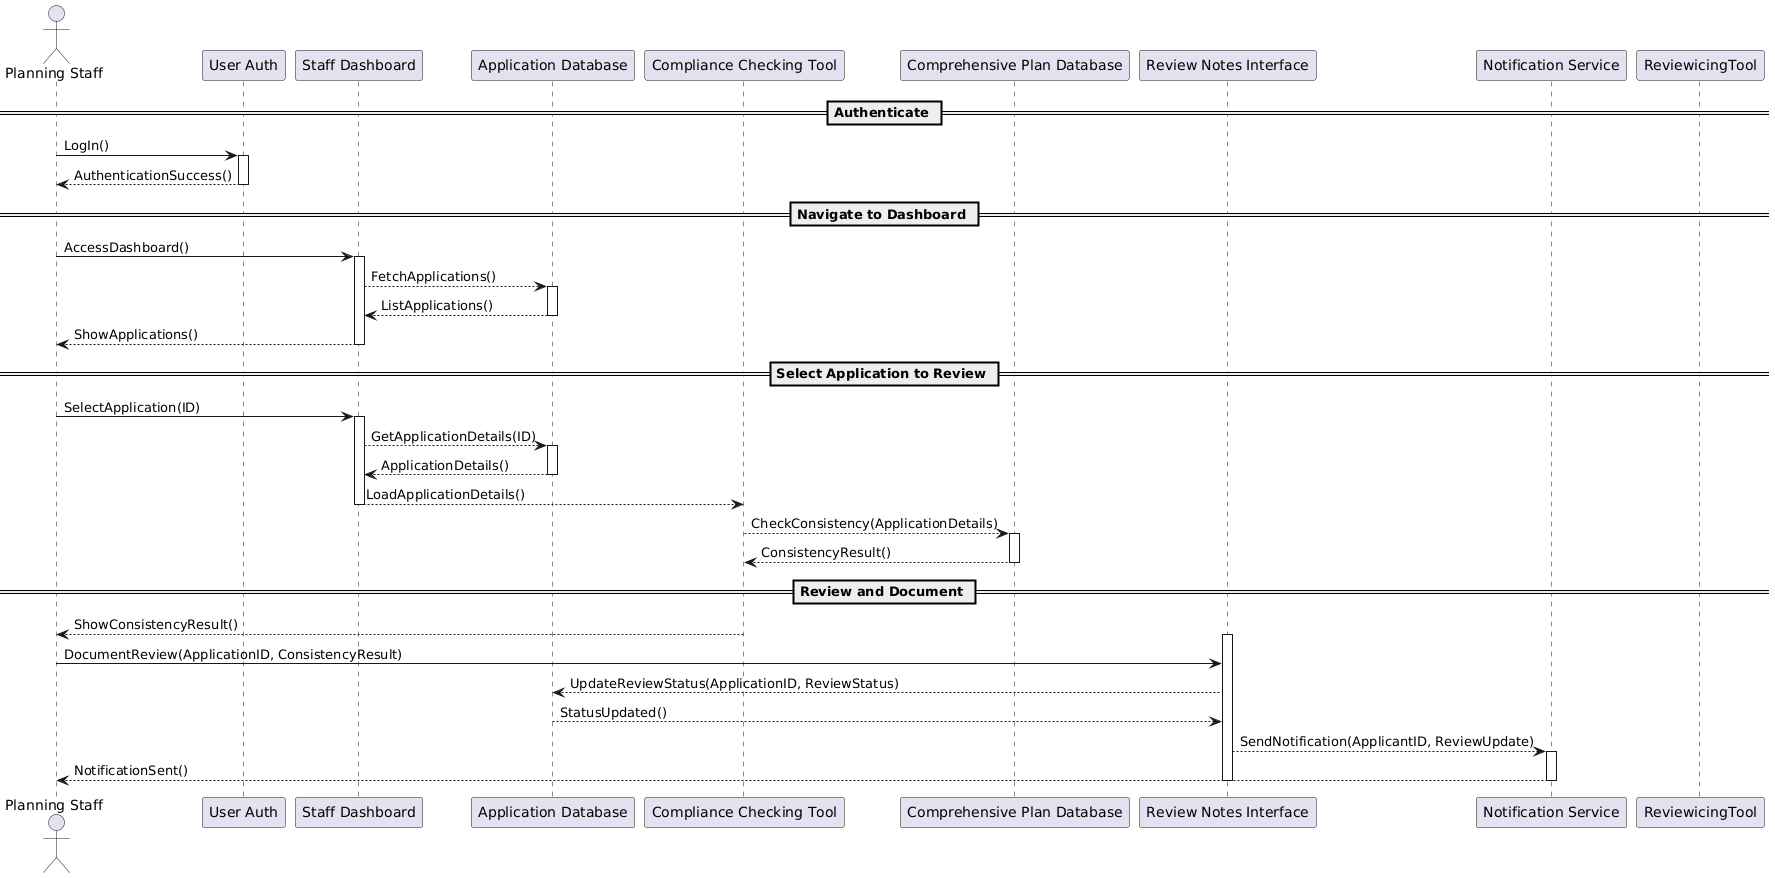 Planning Staff
User Auth
Staff Dashboard
Application Database
Compliance Checking Tool
Comprehensive Plan Database
Review Notes Interface
Notification Service
ReviewicingTool
Authenticate
LogIn()
AuthenticationSuccess()
Navigate to Dashboard
AccessDashboard()
FetchApplications()
ListApplications()
ShowApplications()
Select Application to Review
SelectApplication(ID)
GetApplicationDetails(ID)
ApplicationDetails()
LoadApplicationDetails()
CheckConsistency(ApplicationDetails)
ConsistencyResult()
Review and Document
ShowConsistencyResult()
DocumentReview(ApplicationID, ConsistencyResult)
UpdateReviewStatus(ApplicationID, ReviewStatus)
StatusUpdated()
SendNotification(ApplicantID, ReviewUpdate)
NotificationSent()
Planning Staff
User Auth
Staff Dashboard
Application Database
Compliance Checking Tool
Comprehensive Plan Database
Review Notes Interface
Notification Service
ReviewicingTool